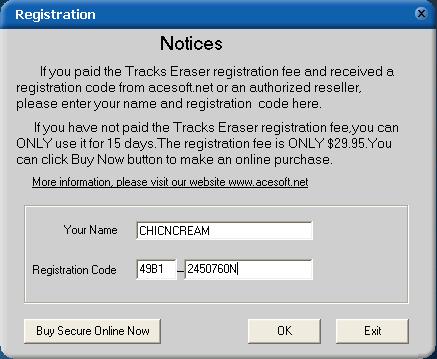 Registration
Notices
If you paid the Tracks Eraser registration fee and received a
registration code from acesoft.net or an authorized reseller,
please enter your name and registration code here.
If you have not paid the Tracks Eraser registration fee,you can
ONLY use it for 15 days.The registration fee is ONLY $29.95.You
can click Buy Now button to make an online purchase.
More information, please visit our website www.acesoft.net
Your Name CHICNCREAM
Registration Code 49B1 – 2450760N
Buy Secure Online Now OK Exit